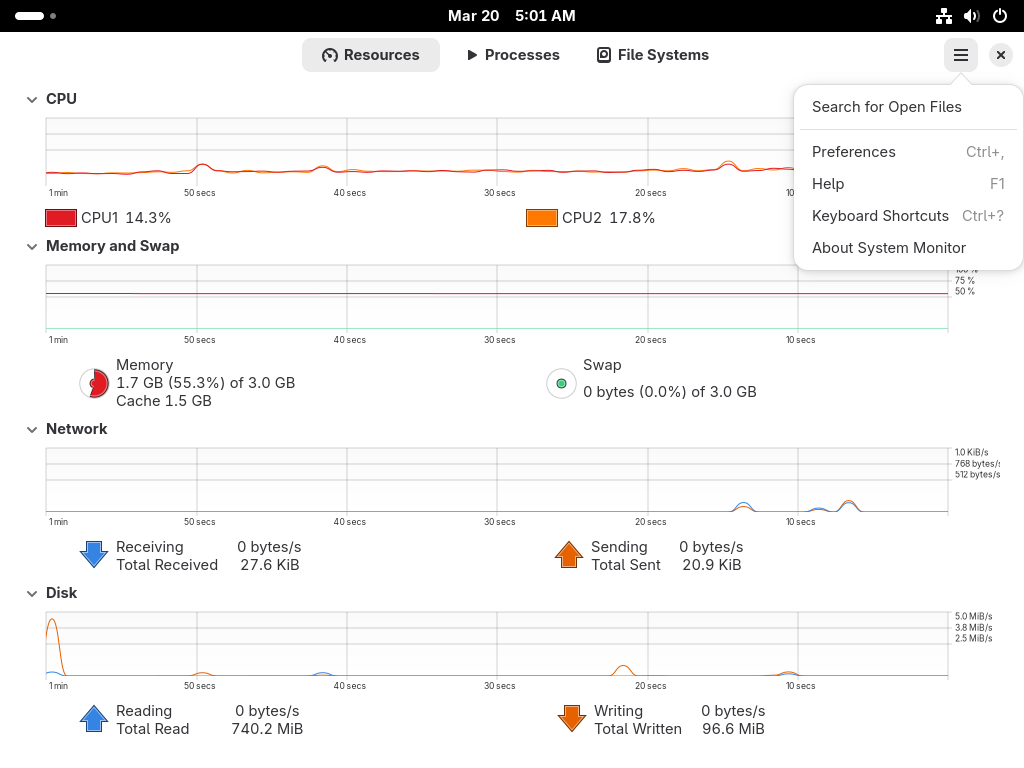 Mar 20 5:01 AM
Resources Processes File Systems
Search for Open Files
Preferences Ctrl+,
Help F1
Keyboard Shortcuts Ctrl+?
About System Monitor
CPU
1 min 50 secs 40 secs 30 secs 20 secs
CPU1 14.3% CPU2 17.8%
Memory and Swap
100 %
75 %
50 %
1 min 50 secs 40 secs 30 secs 20 secs 10 secs
Memory
1.7 GB (55.3%) of 3.0 GB
Cache 1.5 GB
Swap
0 bytes (0.0%) of 3.0 GB
Network
1.0 KiB/s
768 bytes/s
512 bytes/s
1 min 50 secs 40 secs 30 secs 20 secs 10 secs
Receiving 0 bytes/s
Total Received 27.6 KiB
Sending 0 bytes/s
Total Sent 20.9 KiB
Disk
5.0 MiB/s
3.8 MiB/s
2.5 MiB/s
1 min 50 secs 40 secs 30 secs 20 secs 10 secs
Reading 0 bytes/s
Total Read 740.2 MiB
Writing 0 bytes/s
Total Written 96.6 MiB